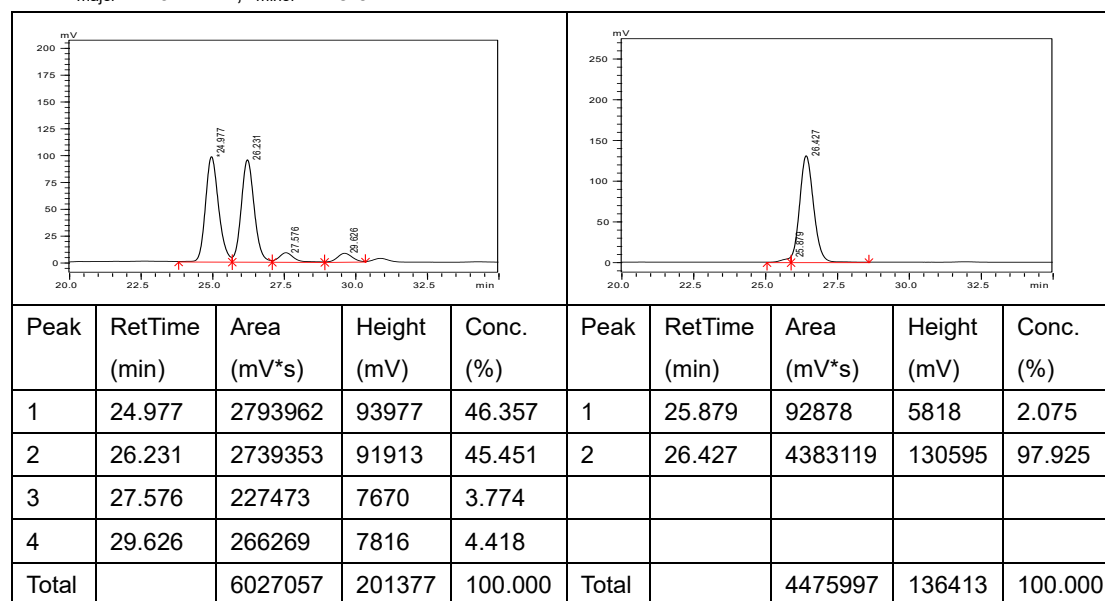 mV
200
175
150
125
100
75
50
25
0
*24.977
26.231
27.576
29.626
20.0 22.5 25.0 27.5 30.0 32.5 min
mV
250
200
150
100
50
0
25.879
26.427
20.0 22.5 25.0 27.5 30.0 32.5 min
Peak RetTime Area Height Conc. Peak RetTime Area Height Conc.
(min) (mV*s) (mV) (%) (min) (mV*s) (mV) (%)
1 24.977 2793962 93977 46.357 1 25.879 92878 5818 2.075
2 26.231 2739353 91913 45.451 2 26.427 4383119 130595 97.925
3 27.576 227473 7670 3.774
4 29.626 266269 7816 4.418
Total 6027057 201377 100.000 Total 4475997 136413 100.000